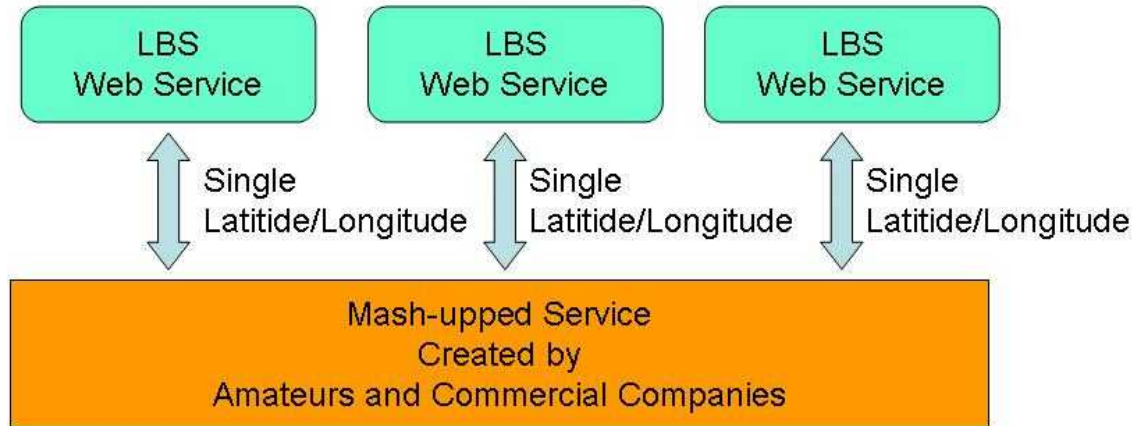 LBS
Web Service
LBS
Web Service
LBS
Web Service
Single
Latitide/Longitude
Single
Latitide/Longitude
Single
Latitide/Longitude
Mash-upped Service
Created by
Amateurs and Commercial Companies